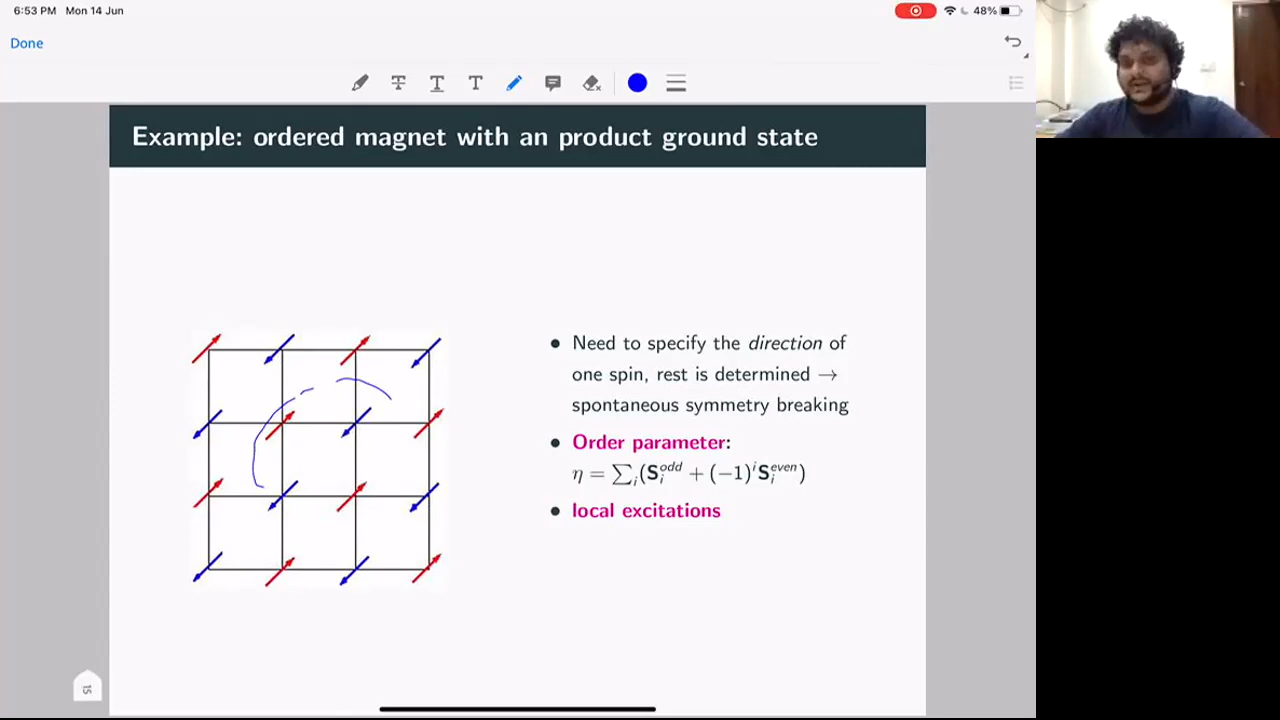 6:53 PM Mon 14 Jun
48%
Done
T T T
Example: ordered magnet with an product ground state
• Need to specify the direction of
one spin, rest is determined →
spontaneous symmetry breaking
• Order parameter:
η = ∑ᵢ(Sᵢᵒᵈᵈ + (−1)ⁱSᵢᵉᵛᵉⁿ)
• local excitations
15